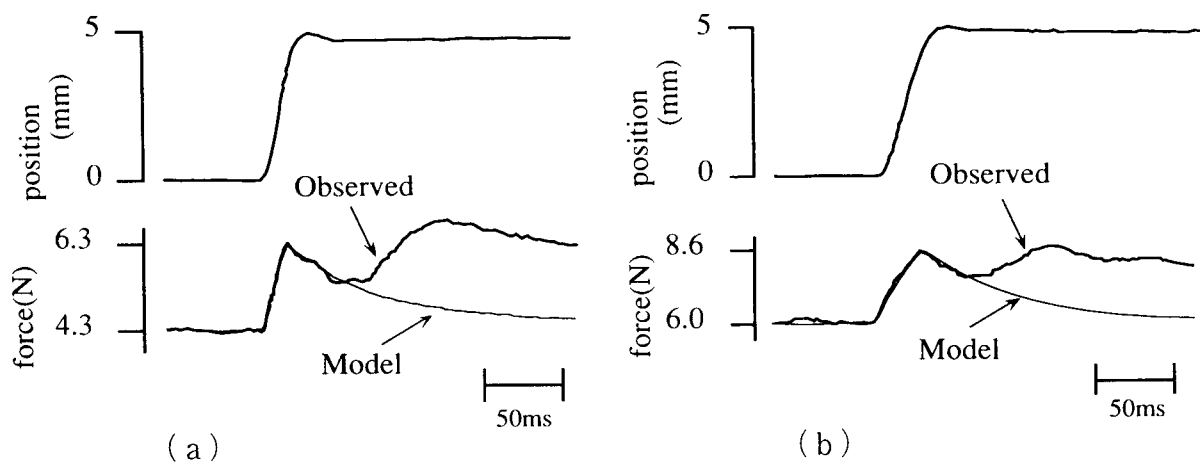 5
position
(mm)
0
Observed
6.3
force(N)
4.3
Model
50ms
( a )
5
position
(mm)
0
Observed
8.6
force(N)
6.0
Model
50ms
( b )